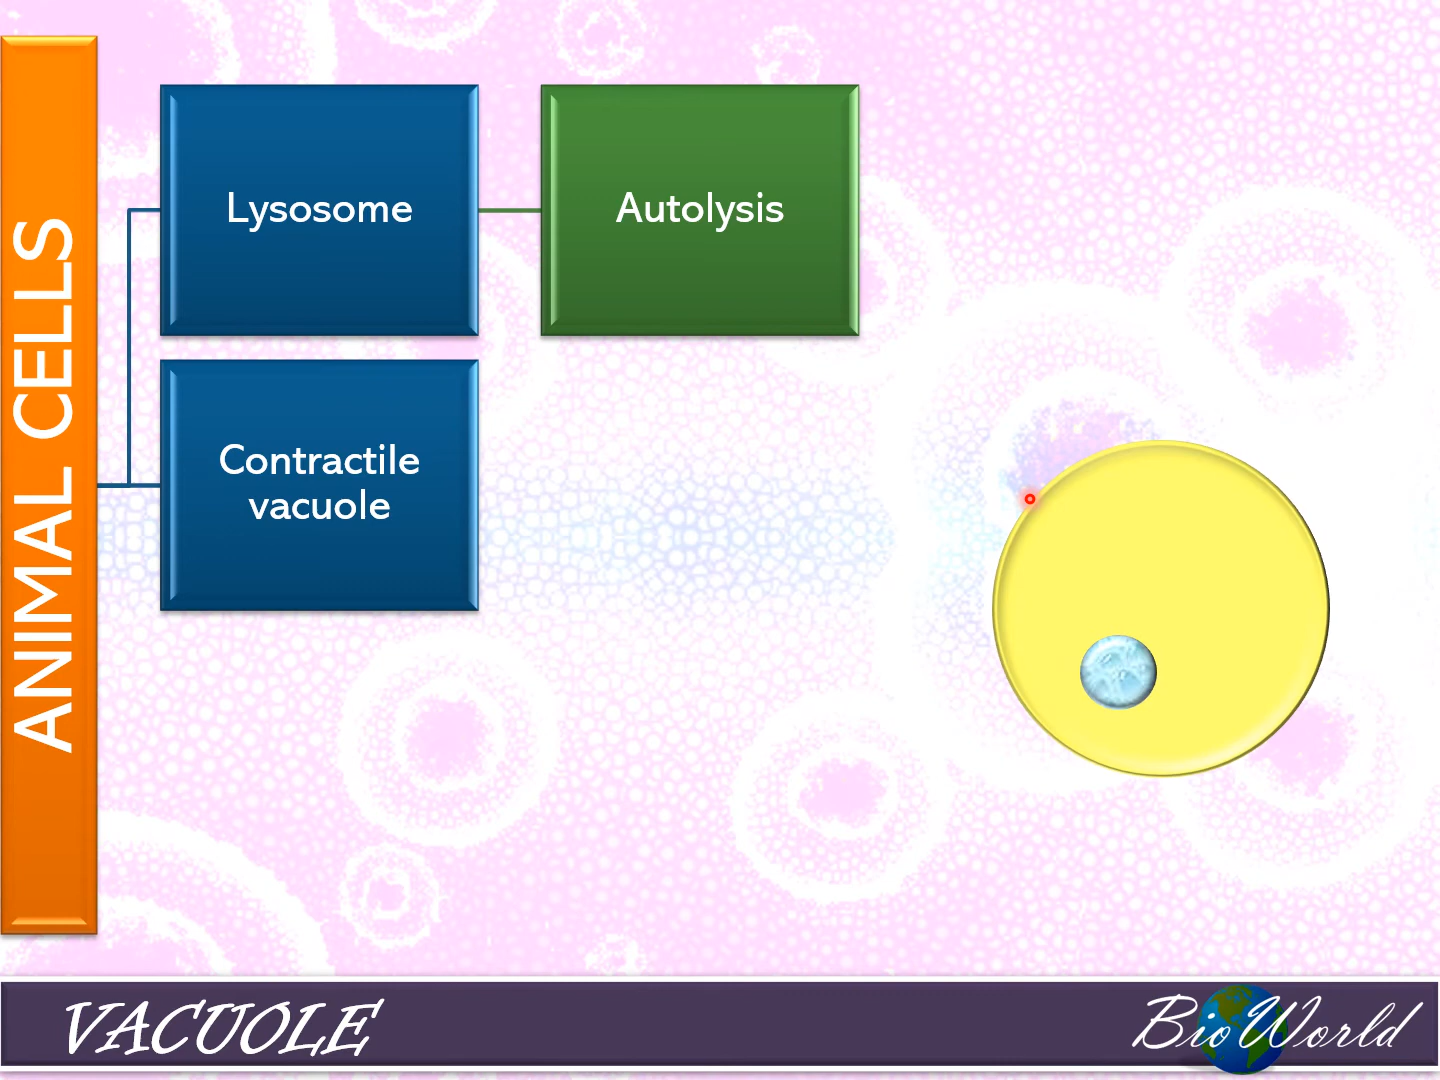 ANIMAL CELLS
Lysosome
Autolysis
Contractile
vacuole
VACUOLE
BioWorld